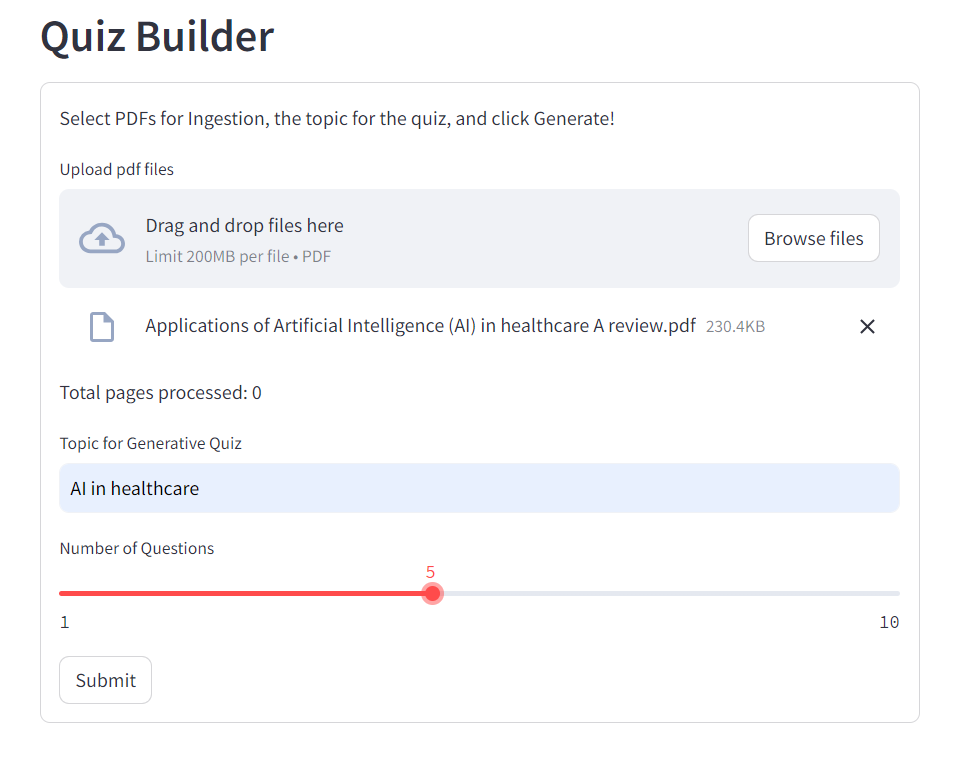 Quiz Builder
Select PDFs for Ingestion, the topic for the quiz, and click Generate!
Upload pdf files
Drag and drop files here
Limit 200MB per file • PDF
Browse files
Applications of Artificial Intelligence (AI) in healthcare A review.pdf 230.4KB
Total pages processed: 0
Topic for Generative Quiz
AI in healthcare
Number of Questions
5
1 10
Submit